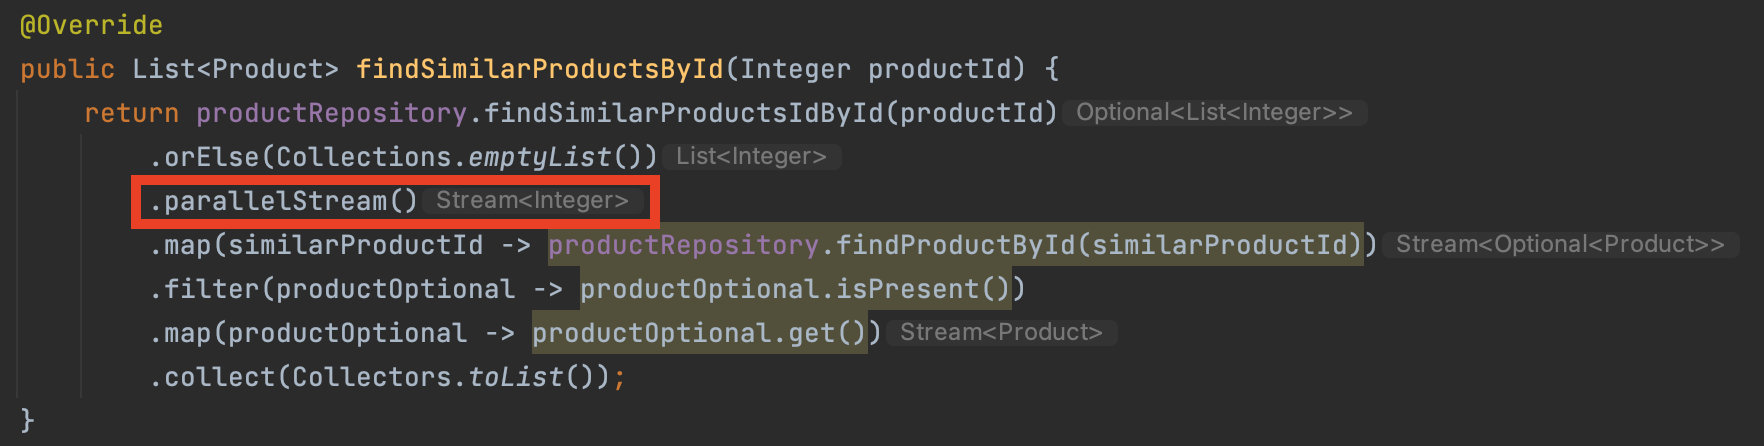 @Override
public List<Product> findSimilarProductsById(Integer productId) {
return productRepository.findSimilarProductsIdById(productId) Optional<List<Integer>>
.orElse(Collections.emptyList()) List<Integer>
.parallelStream() Stream<Integer>
.map(similarProductId -> productRepository.findProductById(similarProductId)) Stream<Optional<Product>>
.filter(productOptional -> productOptional.isPresent())
.map(productOptional -> productOptional.get()) Stream<Product>
.collect(Collectors.toList());
}